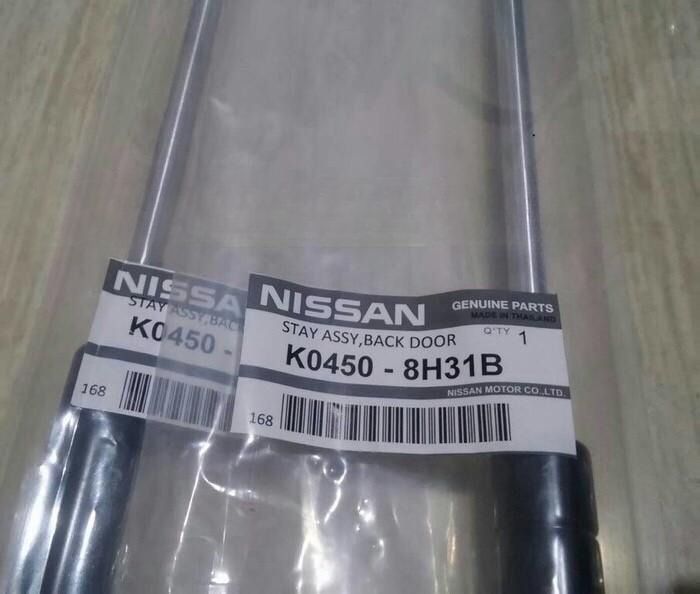 NISSA
STAY ASSY,BAC
K0450 -
168
NISSAN
GENUINE PARTS
MADE IN THAILAND
STAY ASSY,BACK DOOR
Q'TY 1
K0450 - 8H31B
NISSAN MOTOR CO.,LTD.
168